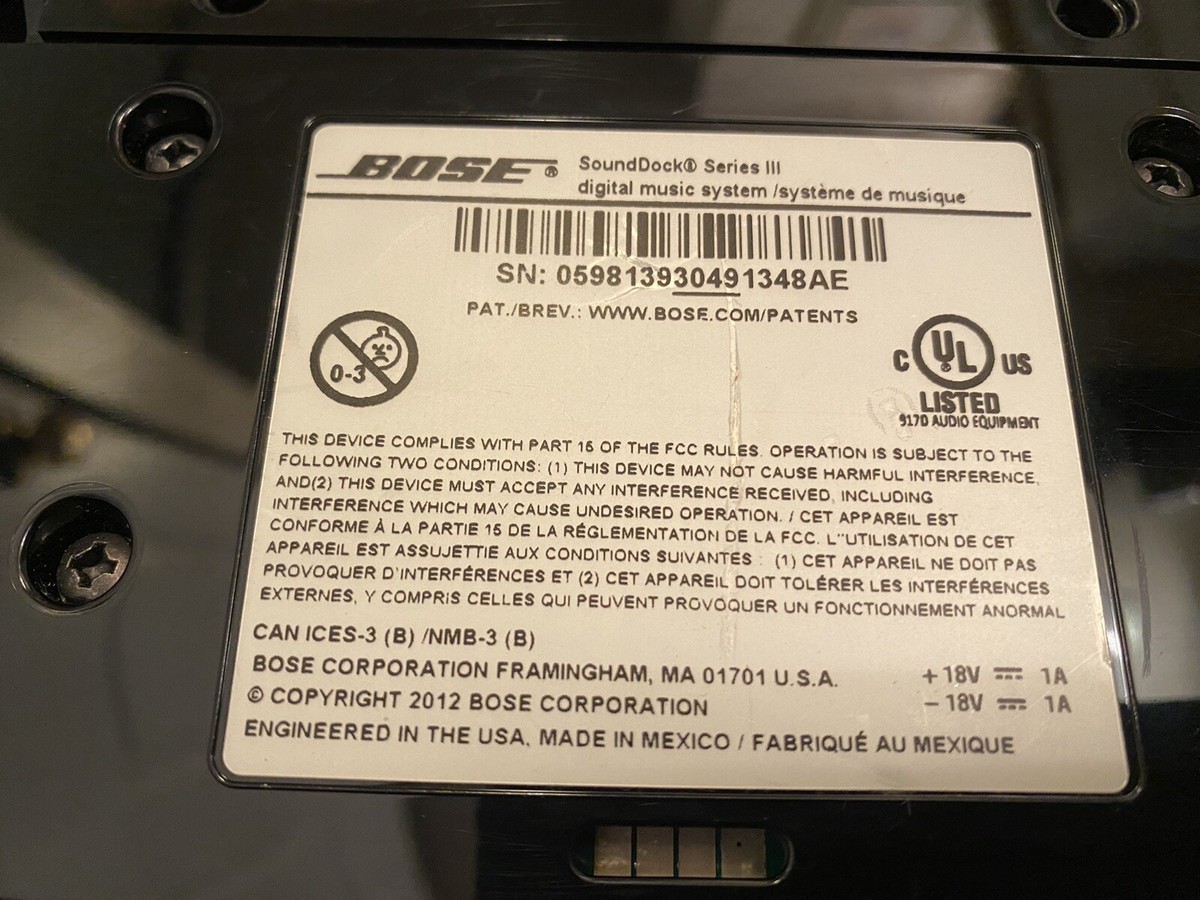 BOSE® SoundDock® Series III
digital music system /système de musique
SN: 059813930491348AE
PAT./BREV.: WWW.BOSE.COM/PATENTS
0-3
C UL® US
LISTED
917D AUDIO EQUIPMENT
THIS DEVICE COMPLIES WITH PART 15 OF THE FCC RULES. OPERATION IS SUBJECT TO THE
FOLLOWING TWO CONDITIONS: (1) THIS DEVICE MAY NOT CAUSE HARMFUL INTERFERENCE,
AND(2) THIS DEVICE MUST ACCEPT ANY INTERFERENCE RECEIVED, INCLUDING
INTERFERENCE WHICH MAY CAUSE UNDESIRED OPERATION. / CET APPAREIL EST
CONFORME À LA PARTIE 15 DE LA RÉGLEMENTATION DE LA FCC. L''UTILISATION DE CET
APPAREIL EST ASSUJETTIE AUX CONDITIONS SUIVANTES : (1) CET APPAREIL NE DOIT PAS
PROVOQUER D'INTERFÉRENCES ET (2) CET APPAREIL DOIT TOLÉRER LES INTERFÉRENCES
EXTERNES, Y COMPRIS CELLES QUI PEUVENT PROVOQUER UN FONCTIONNEMENT ANORMAL
CAN ICES-3 (B) /NMB-3 (B)
BOSE CORPORATION FRAMINGHAM, MA 01701 U.S.A.
+18V ⎓ 1A
© COPYRIGHT 2012 BOSE CORPORATION
−18V ⎓ 1A
ENGINEERED IN THE USA, MADE IN MEXICO / FABRIQUÉ AU MEXIQUE